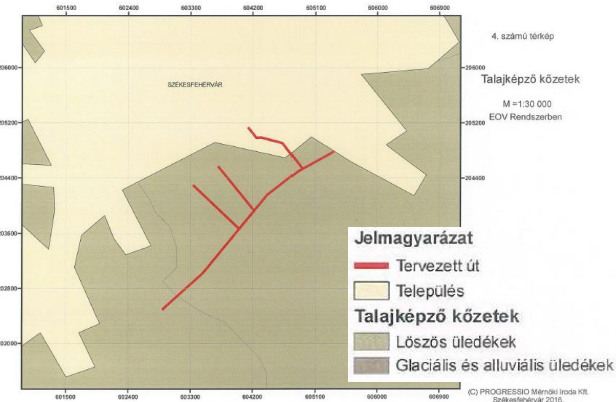 601500 602400 603300 604200 605100 606000 606900
4. számú térkép
206000 206000
Talajképző kőzetek
SZÉKESFEHÉRVÁR
M =1:30 000
EOV Rendszerben
205200 205200
204400 204400
203600
202800
202000
Jelmagyarázat
Tervezett út
Település
Talajképző kőzetek
Löszös üledékek
Glaciális és alluviális üledékek
601500 602400 603300 604200 605100 606000 606900
(C) PROGRESSIO Mérnöki Iroda Kft.
Székesfehérvár 2016